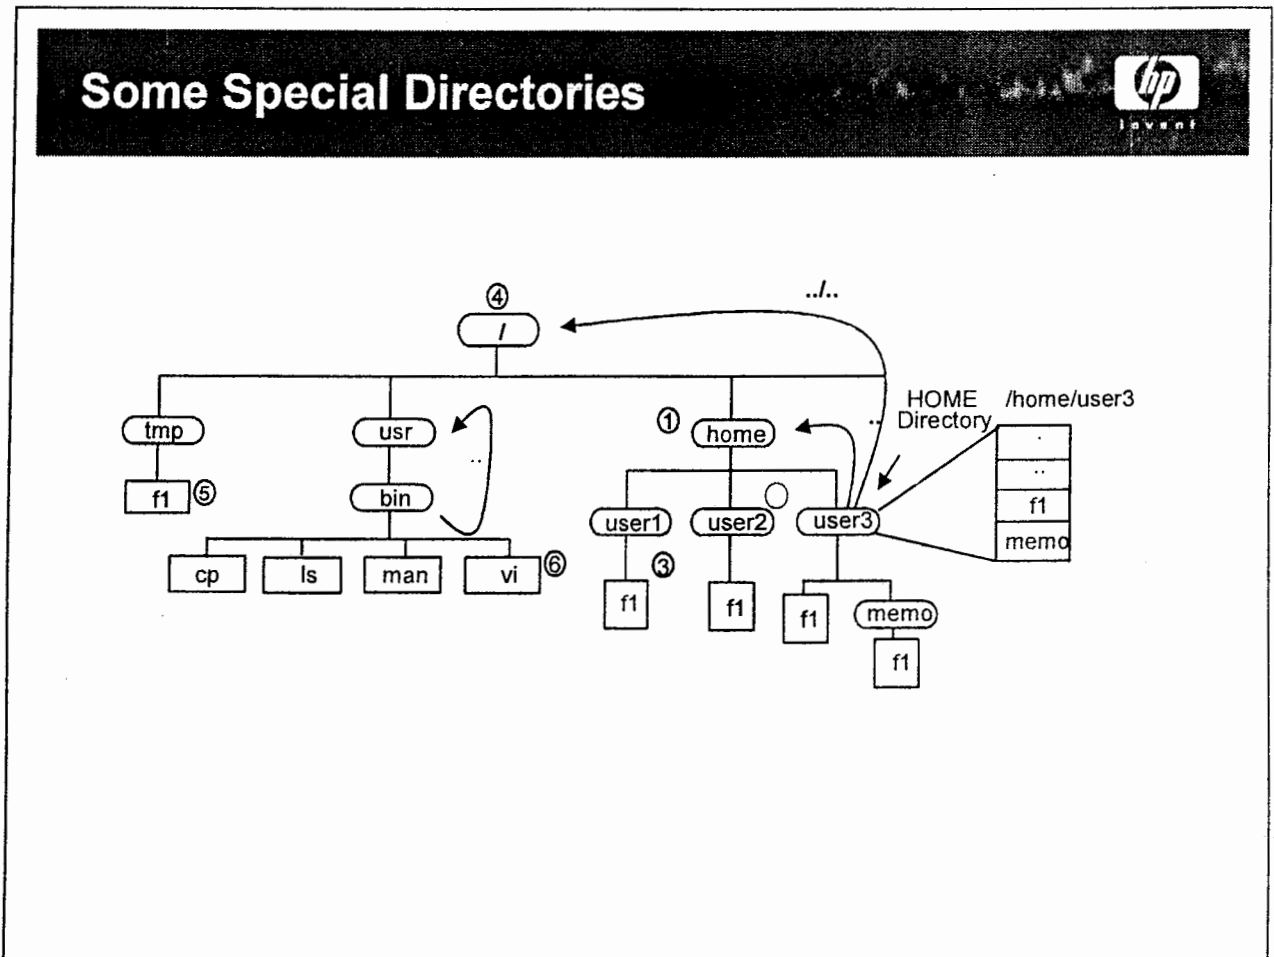 Some Special Directories
hp
invent
④
../..
/
HOME /home/user3
Directory
tmp
usr
①
home
..
.
..
..
f1
memo
f1
⑤
bin
user1
user2
user3
cp
ls
man
vi
⑥
③
f1
f1
f1
memo
f1